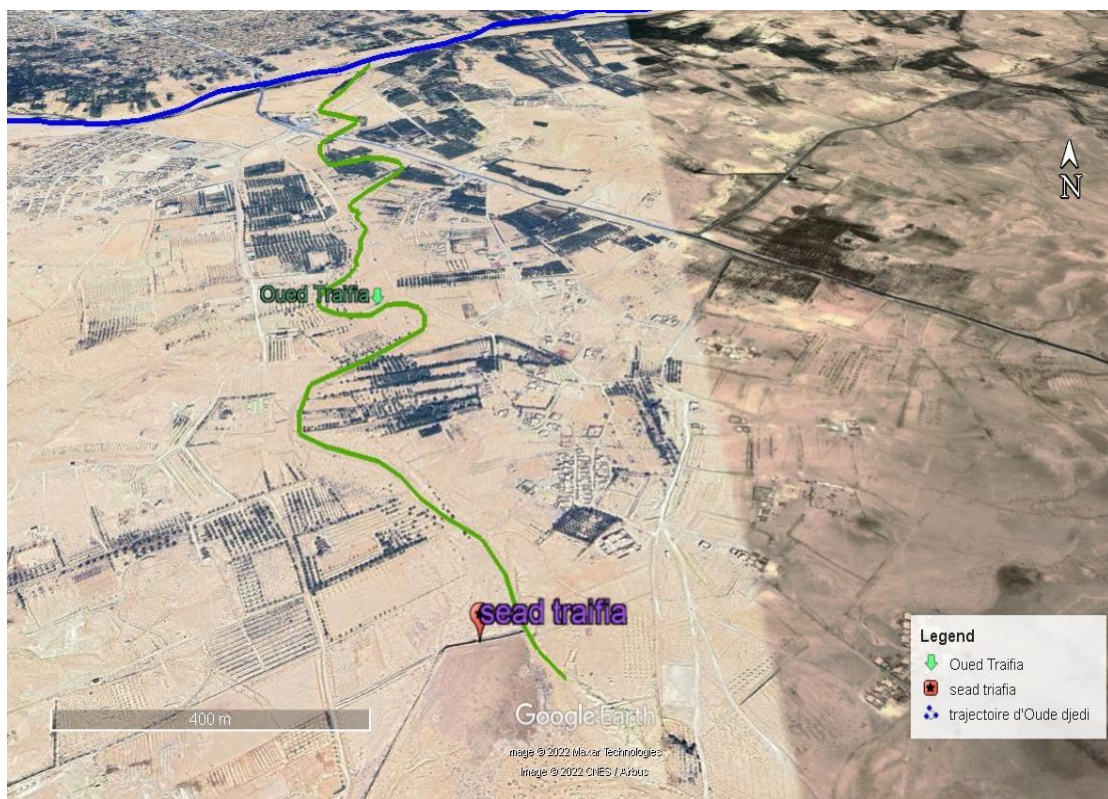 N
Oued Traifia
sead traifia
Legend
Oued Traifia
sead triafia
trajectoire d'Oude djedi
400 m
Google Earth
mage © 2022 Maxar Technologies
Image © 2022 CNES / Airbus